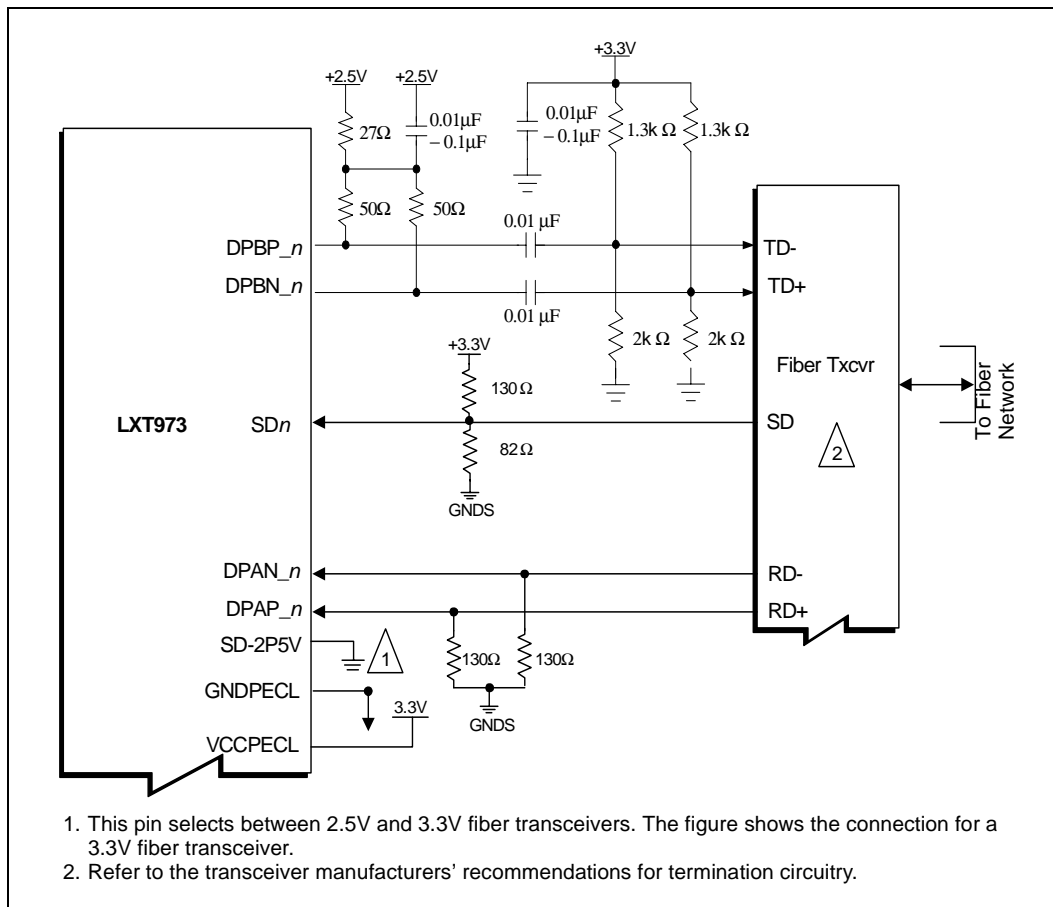 +3.3V
+2.5V +2.5V
27Ω
0.01µF
– 0.1µF
0.01µF
– 0.1µF
1.3k Ω 1.3k Ω
50Ω 50Ω
0.01 µF
DPBP_n
TD-
DPBN_n
TD+
0.01 µF
+3.3V
2k Ω 2k Ω
130Ω
Fiber Txcvr
To Fiber
Network
LXT973
SDn
SD
2
82Ω
GNDS
DPAN_n
RD-
DPAP_n
RD+
SD-2P5V
1
130Ω 130Ω
GNDPECL
GNDS
3.3V
VCCPECL
1. This pin selects between 2.5V and 3.3V fiber transceivers. The figure shows the connection for a
3.3V fiber transceiver.
2. Refer to the transceiver manufacturers' recommendations for termination circuitry.